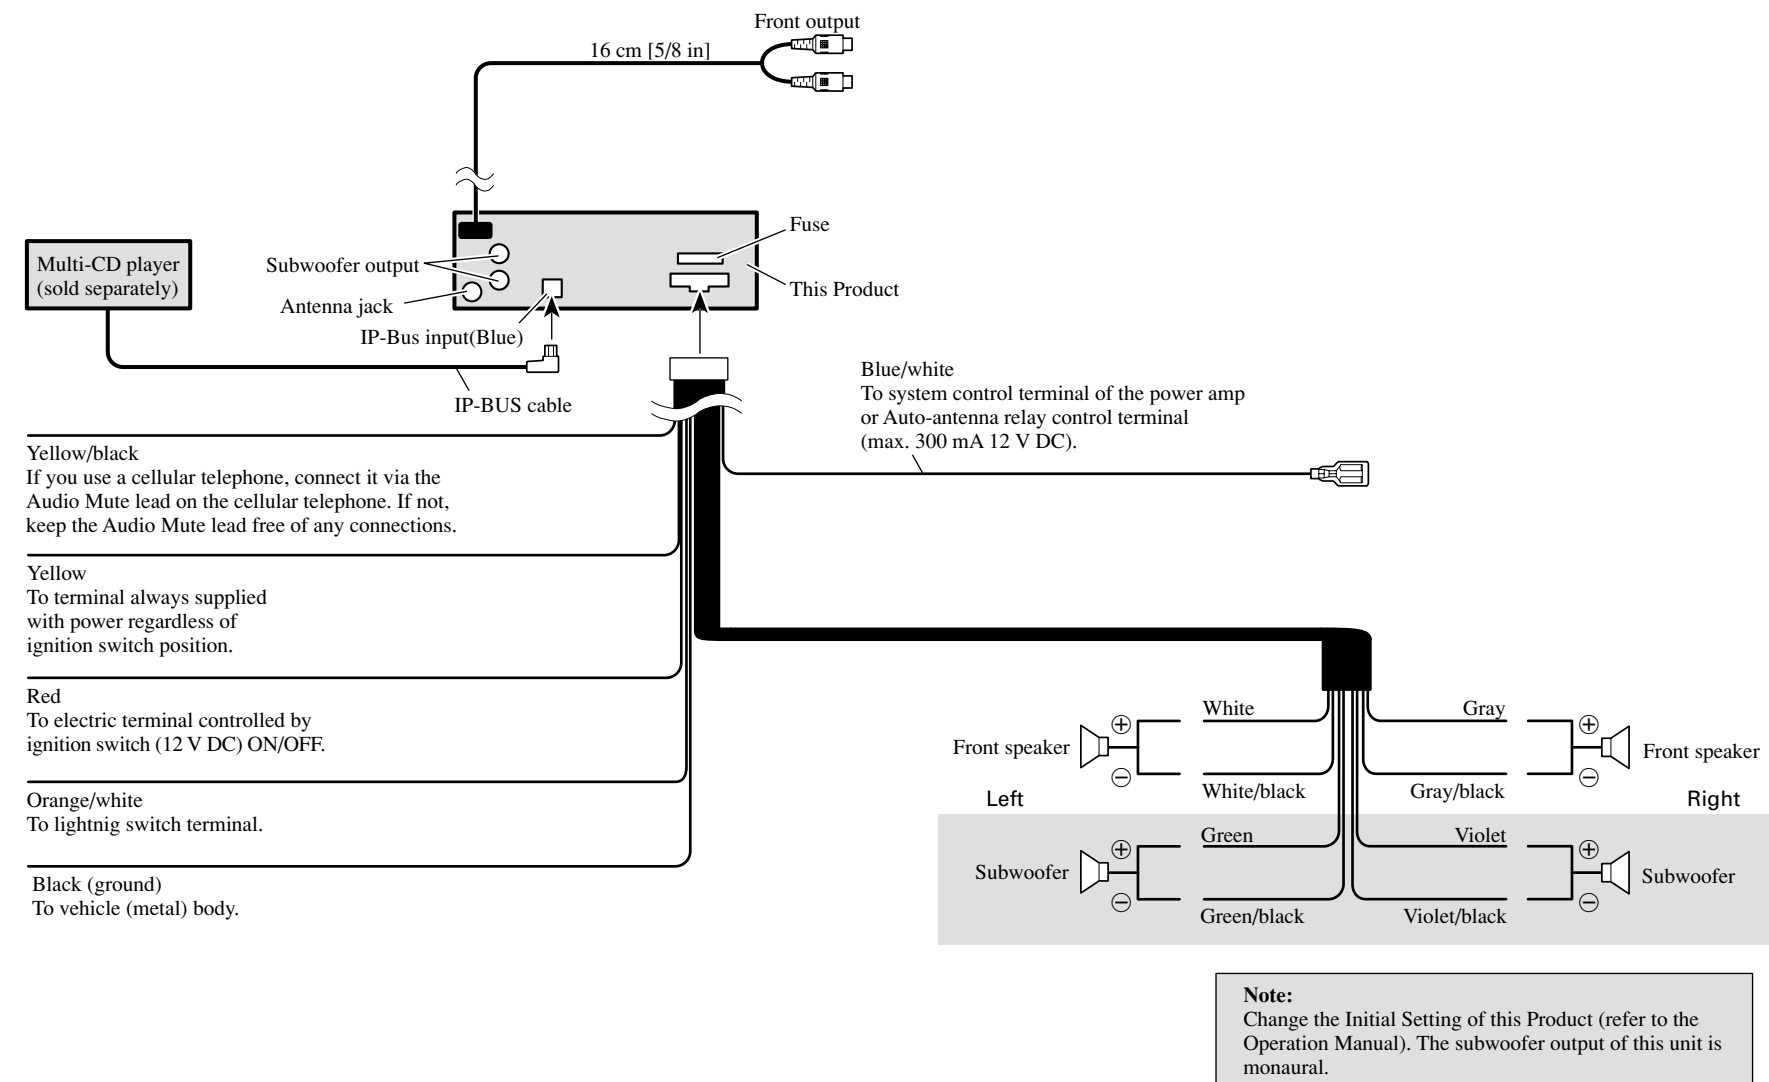 Front output
16 cm [5/8 in]
Fuse
Multi-CD player
(sold separately)
Subwoofer output
This Product
Antenna jack
IP-Bus input(Blue)
IP-BUS cable
Blue/white
To system control terminal of the power amp
or Auto-antenna relay control terminal
(max. 300 mA 12 V DC).
Yellow/black
If you use a cellular telephone, connect it via the
Audio Mute lead on the cellular telephone. If not,
keep the Audio Mute lead free of any connections.
Yellow
To terminal always supplied
with power regardless of
ignition switch position.
Red
To electric terminal controlled by
ignition switch (12 V DC) ON/OFF.
Orange/white
To lightnig switch terminal.
Black (ground)
To vehicle (metal) body.
White
Gray
+
+
Front speaker
Front speaker
−
−
White/black
Gray/black
Left
Right
Green
Violet
+
+
Subwoofer
Subwoofer
−
−
Green/black
Violet/black
Note:
Change the Initial Setting of this Product (refer to the
Operation Manual). The subwoofer output of this unit is
monaural.